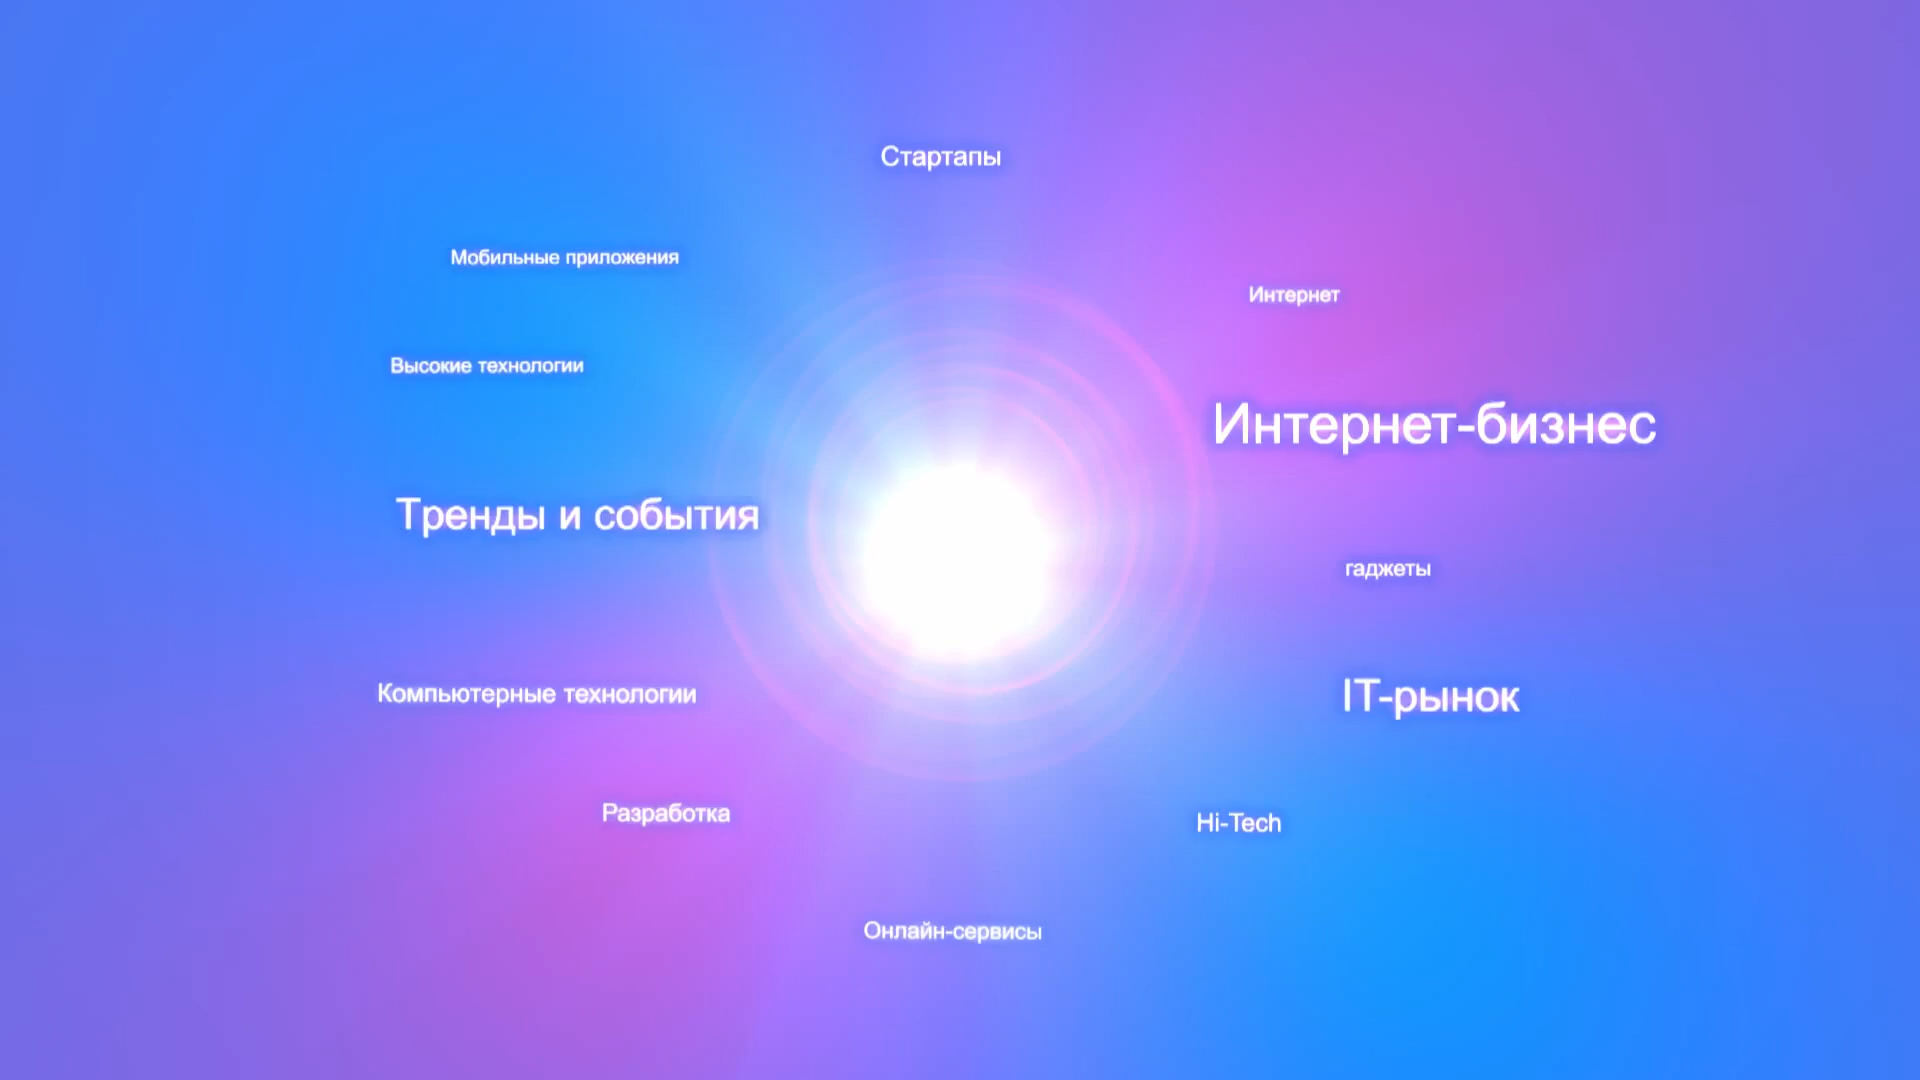 Стартапы
Мобильные приложения
Интернет
Высокие технологии
Интернет-бизнес
Тренды и события
гаджеты
Компьютерные технологии
IT-рынок
Разработка
Hi-Tech
Онлайн-сервисы